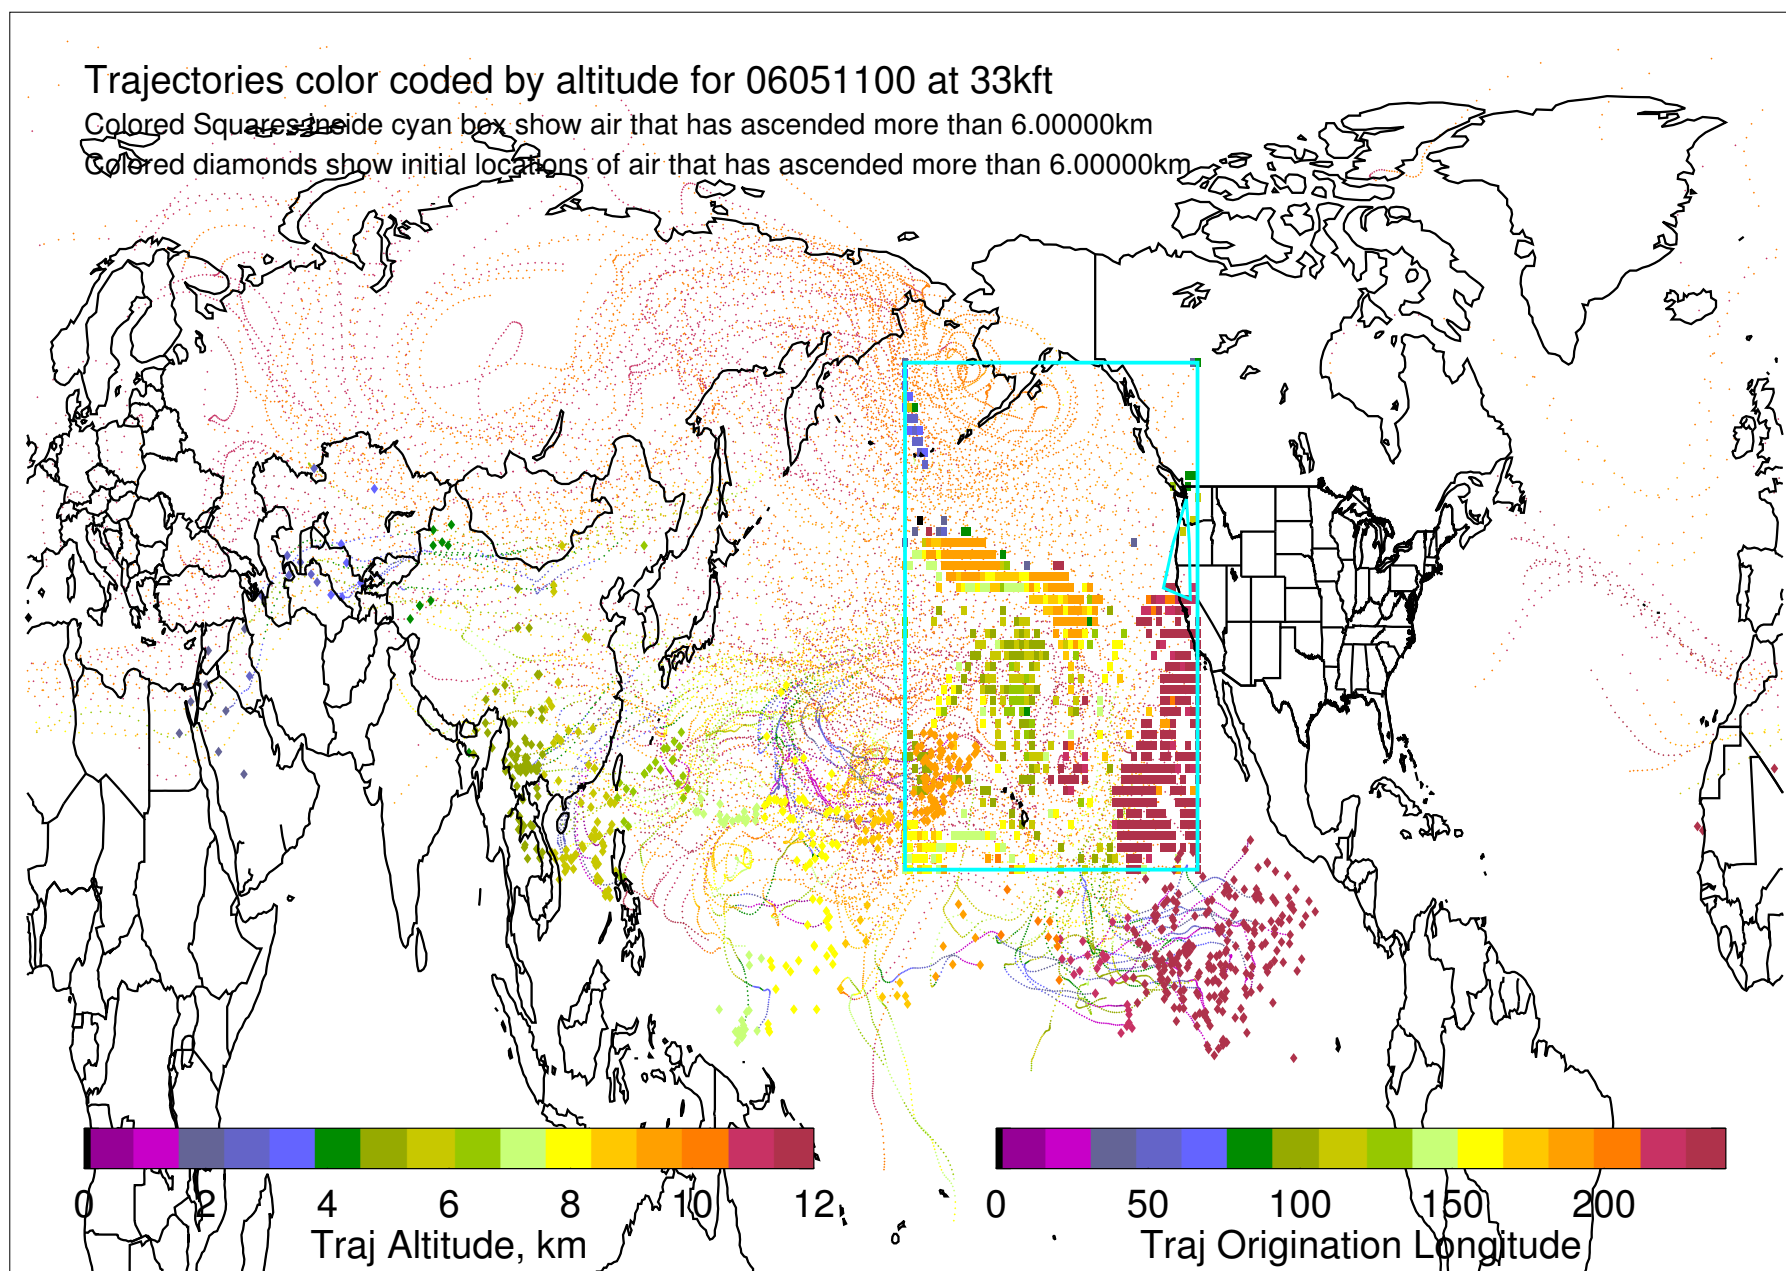 Trajectories color coded by altitude for 06051100 at 33kft
Colored Squares inside cyan box show air that has ascended more than 6.00000km
Colored diamonds show initial locations of air that has ascended more than 6.00000km
0 2 4 6 8 10 12
Traj Altitude, km
0 50 100 150 200
Traj Origination Longitude